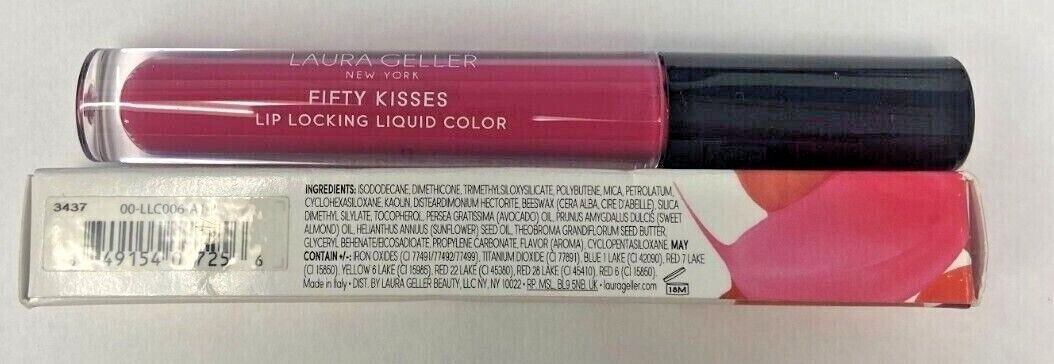 LAURA GELLER
NEW YORK
FIFTY KISSES
LIP LOCKING LIQUID COLOR
3437 00-LLC006-A
49154 0 725 6
INGREDIENTS: ISODODECANE, DIMETHICONE, TRIMETHYLSILOXYSILICATE, POLYBUTENE, MICA, PETROLATUM,
CYCLOHEXASILOXANE, KAOLIN, DISTEARDIMONIUM HECTORITE, BEESWAX (CERA ALBA, CIRE D'ABEILLE), SILICA
DIMETHYL SILYLATE, TOCOPHEROL, PERSEA GRATISSIMA (AVOCADO) OIL, PRUNUS AMYGDALUS DULCIS (SWEET
ALMOND) OIL, HELIANTHUS ANNUUS (SUNFLOWER) SEED OIL, THEOBROMA GRANDIFLORUM SEED BUTTER,
GLYCERYL BEHENATE/EICOSADIOATE, PROPYLENE CARBONATE, FLAVOR (AROMA), CYCLOPENTASILOXANE. MAY
CONTAIN +/-: IRON OXIDES (CI 77491/77492/77499), TITANIUM DIOXIDE (CI 77891), BLUE 1 LAKE (CI 42090), RED 7 LAKE
(CI 15850), YELLOW 6 LAKE (CI 15985), RED 22 LAKE (CI 45380), RED 28 LAKE (CI 45410), RED 6 (CI 15850).
Made in Italy • DIST. BY LAURA GELLER BEAUTY, LLC NY, NY 10022 • RP. MSL. BL9 5NB. UK • laurageller.com
18M